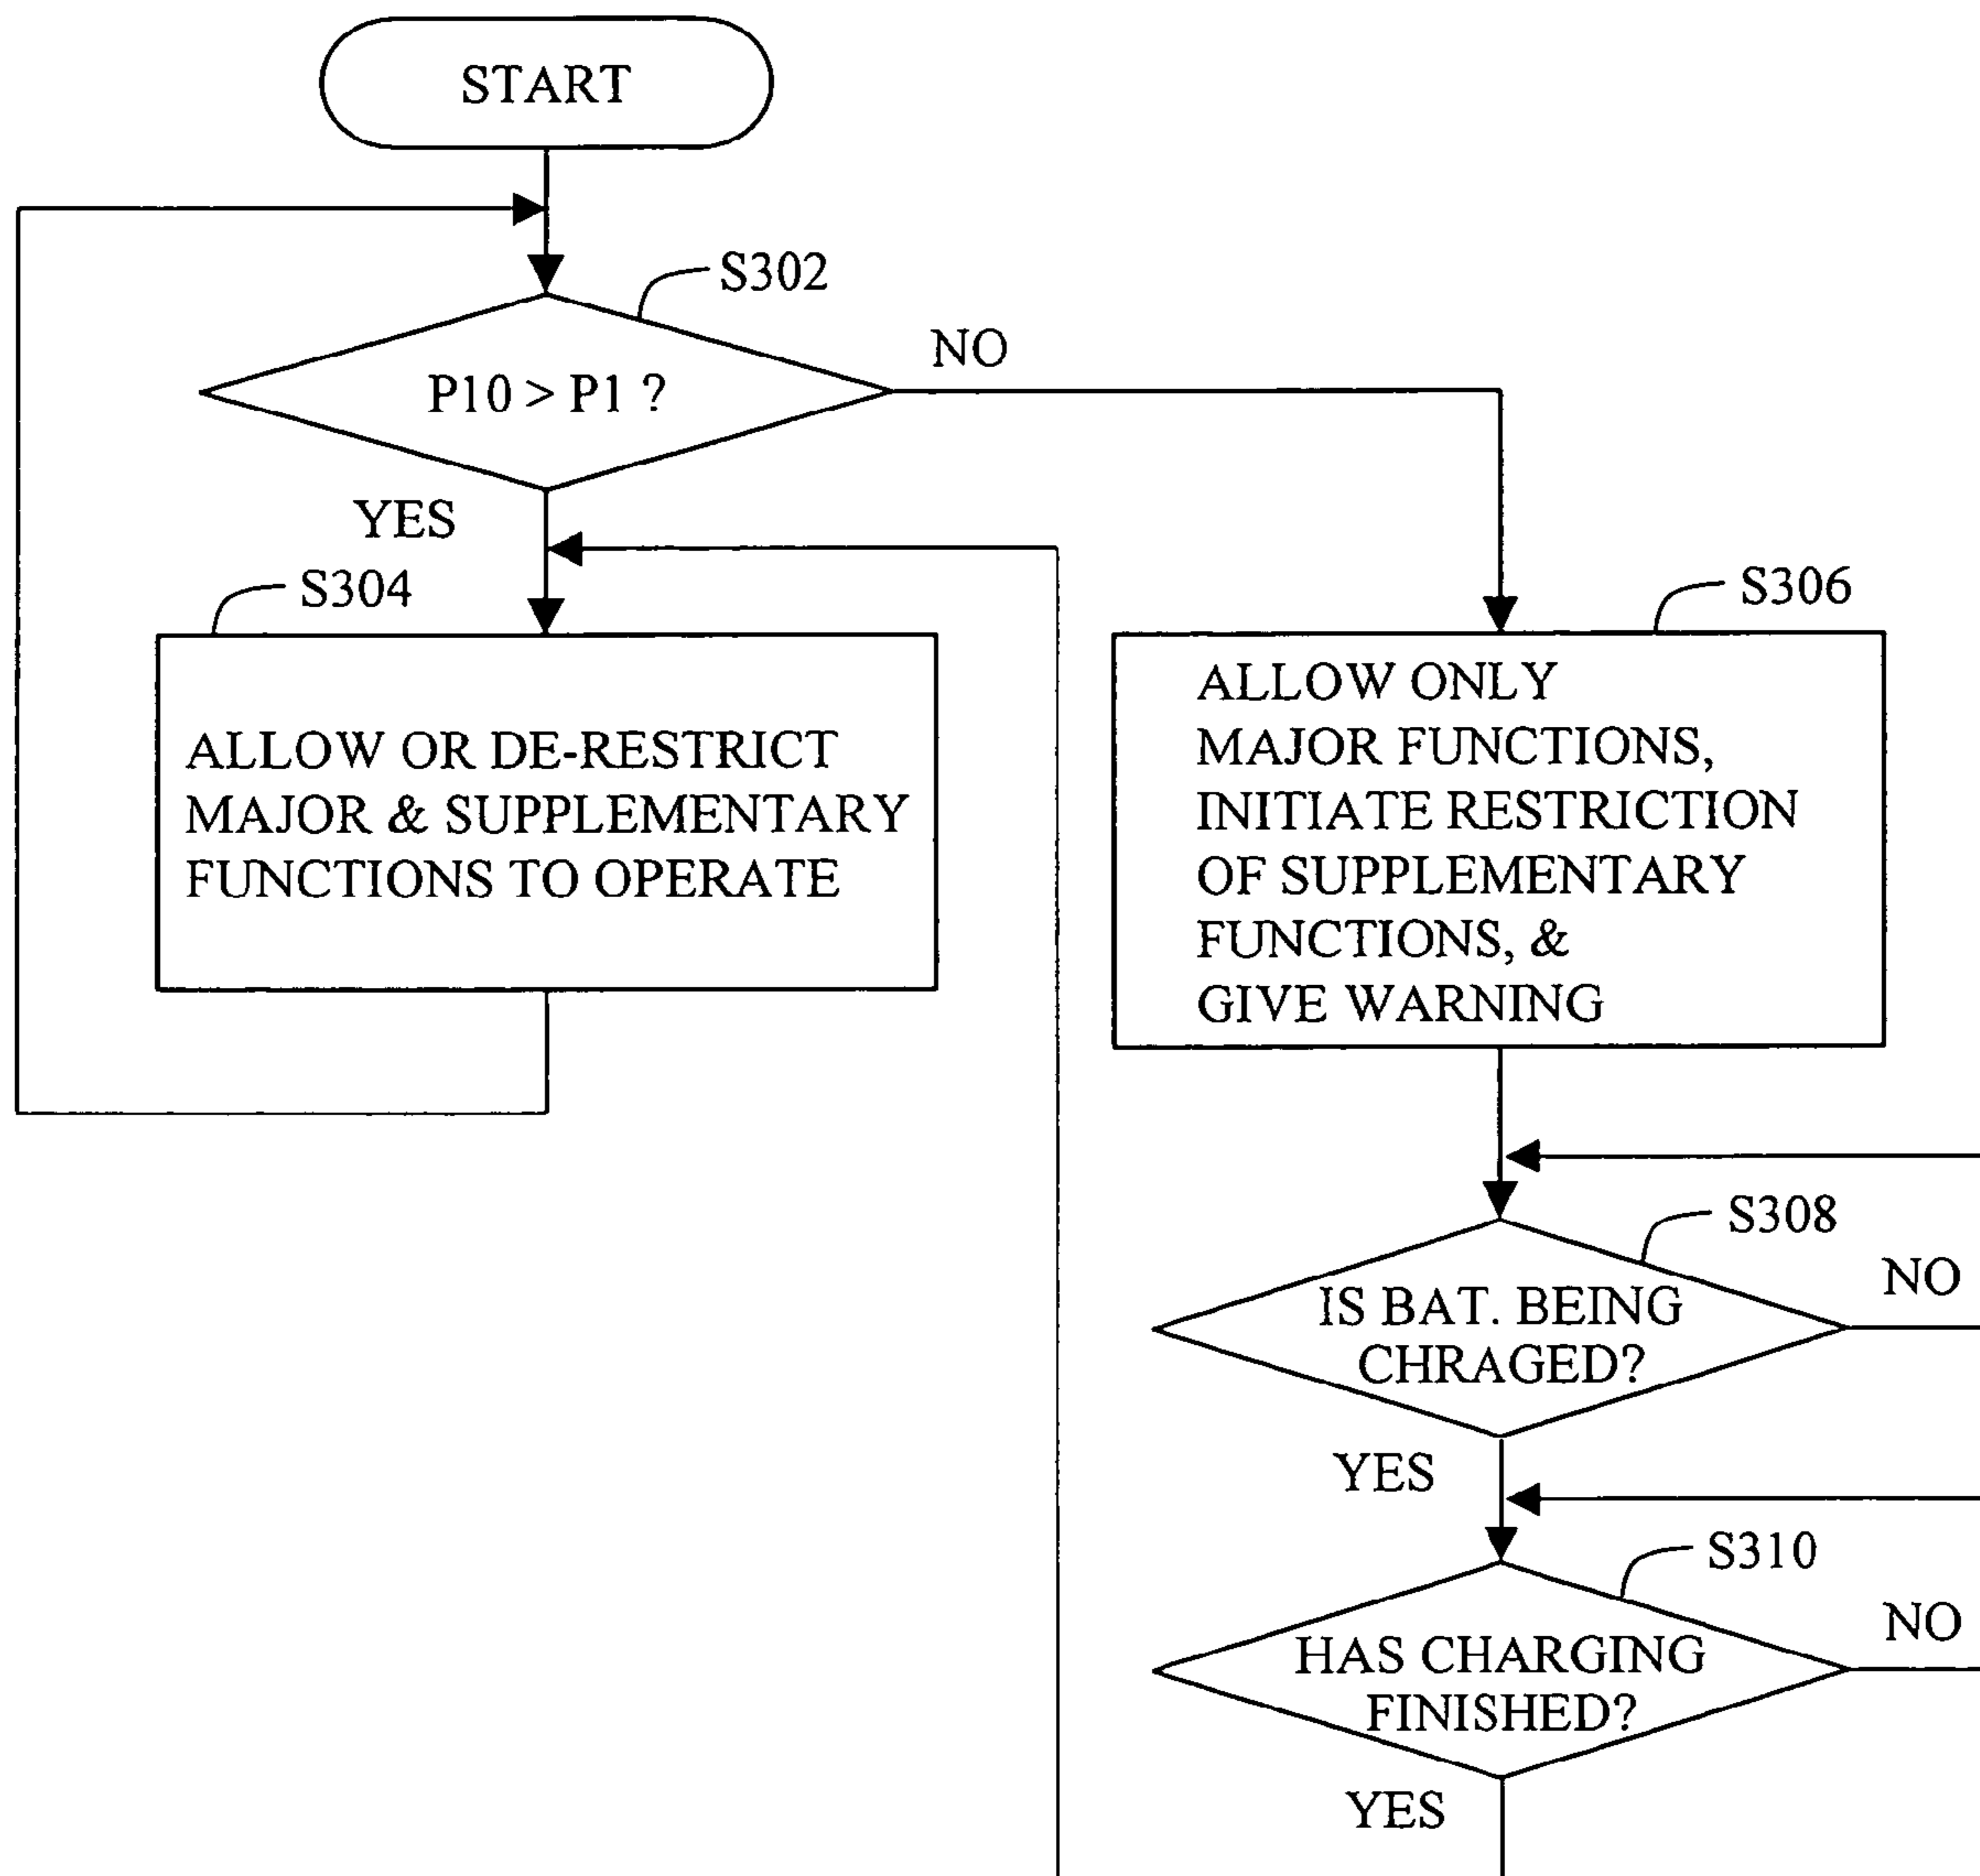 START
S302
P10 > P1 ?
NO
YES
S304
ALLOW OR DE-RESTRICT
MAJOR & SUPPLEMENTARY
FUNCTIONS TO OPERATE
S306
ALLOW ONLY
MAJOR FUNCTIONS,
INITIATE RESTRICTION
OF SUPPLEMENTARY
FUNCTIONS, &
GIVE WARNING
S308
IS BAT. BEING
CHRAGED?
NO
YES
S310
HAS CHARGING
FINISHED?
NO
YES